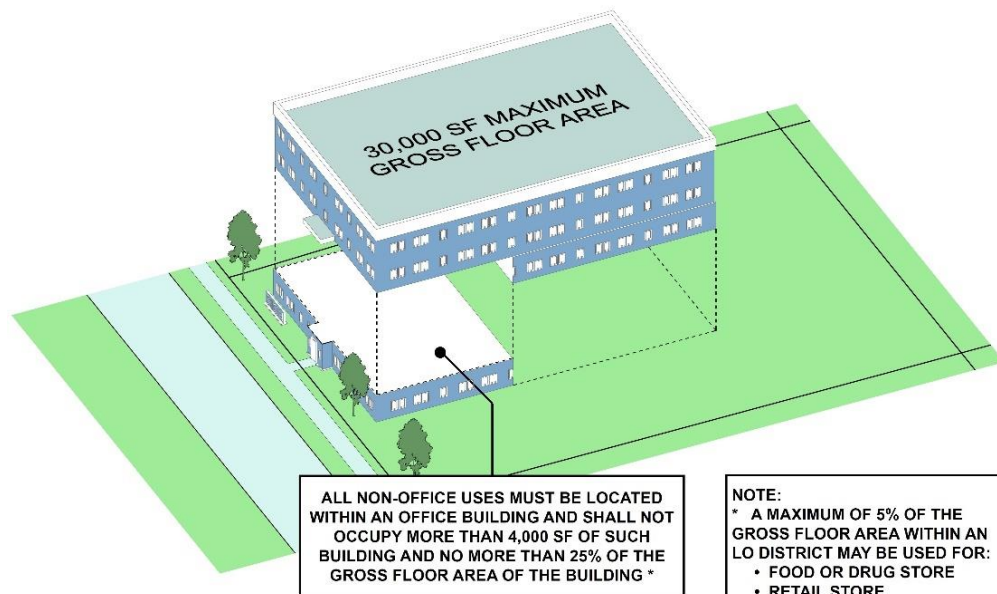 30,000 SF MAXIMUM
GROSS FLOOR AREA
ALL NON-OFFICE USES MUST BE LOCATED
WITHIN AN OFFICE BUILDING AND SHALL NOT
OCCUPY MORE THAN 4,000 SF OF SUCH
BUILDING AND NO MORE THAN 25% OF THE
GROSS FLOOR AREA OF THE BUILDING *
NOTE:
* A MAXIMUM OF 5% OF THE
GROSS FLOOR AREA WITHIN AN
LO DISTRICT MAY BE USED FOR:
• FOOD OR DRUG STORE
• RETAIL STORE